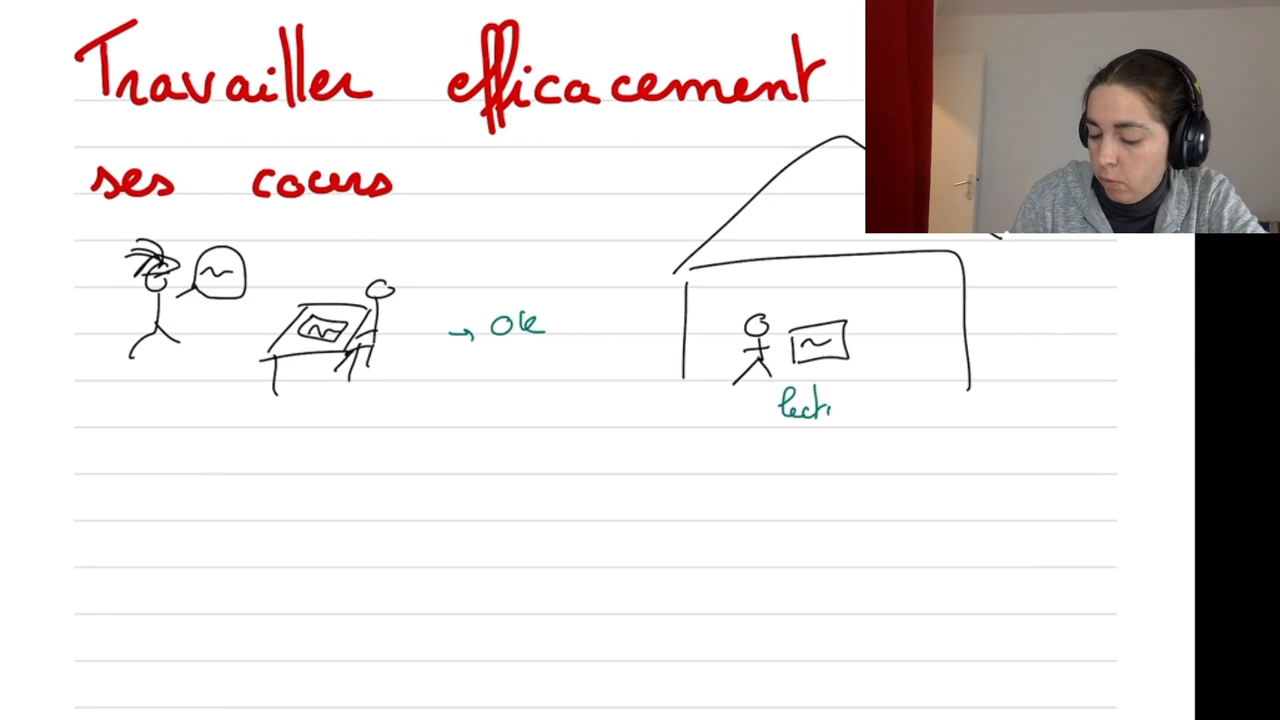 Travailler efficacement
ses cours
→ OK
lect